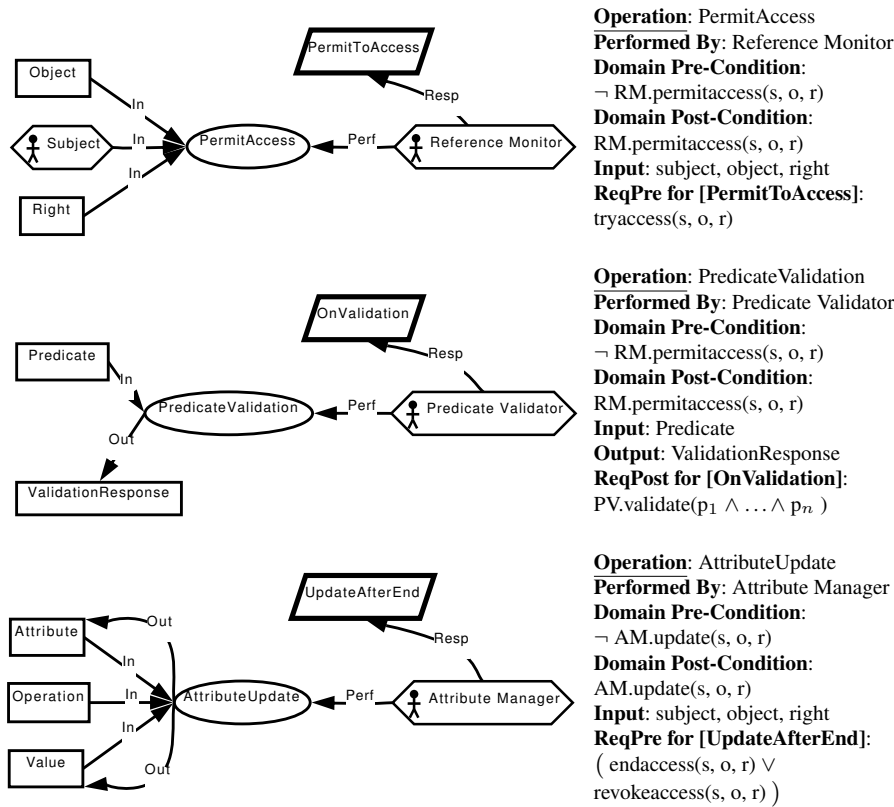 PermitToAccess
Object
Resp
In
Subject
In
PermitAccess
Perf
Reference Monitor
In
Right
Operation: PermitAccess
Performed By: Reference Monitor
Domain Pre-Condition:
¬ RM.permitaccess(s, o, r)
Domain Post-Condition:
RM.permitaccess(s, o, r)
Input: subject, object, right
ReqPre for [PermitToAccess]:
tryaccess(s, o, r)
OnValidation
Predicate
Resp
In
PredicateValidation
Perf
Predicate Validator
Out
ValidationResponse
Operation: PredicateValidation
Performed By: Predicate Validator
Domain Pre-Condition:
¬ RM.permitaccess(s, o, r)
Domain Post-Condition:
RM.permitaccess(s, o, r)
Input: Predicate
Output: ValidationResponse
ReqPost for [OnValidation]:
PV.validate(p₁ ∧ . . . ∧ pₙ )
UpdateAfterEnd
Out
Attribute
Resp
In
Operation
In
AttributeUpdate
Perf
Attribute Manager
In
Value
Out
Operation: AttributeUpdate
Performed By: Attribute Manager
Domain Pre-Condition:
¬ AM.update(s, o, r)
Domain Post-Condition:
AM.update(s, o, r)
Input: subject, object, right
ReqPre for [UpdateAfterEnd]:
( endaccess(s, o, r) ∨
revokeaccess(s, o, r) )